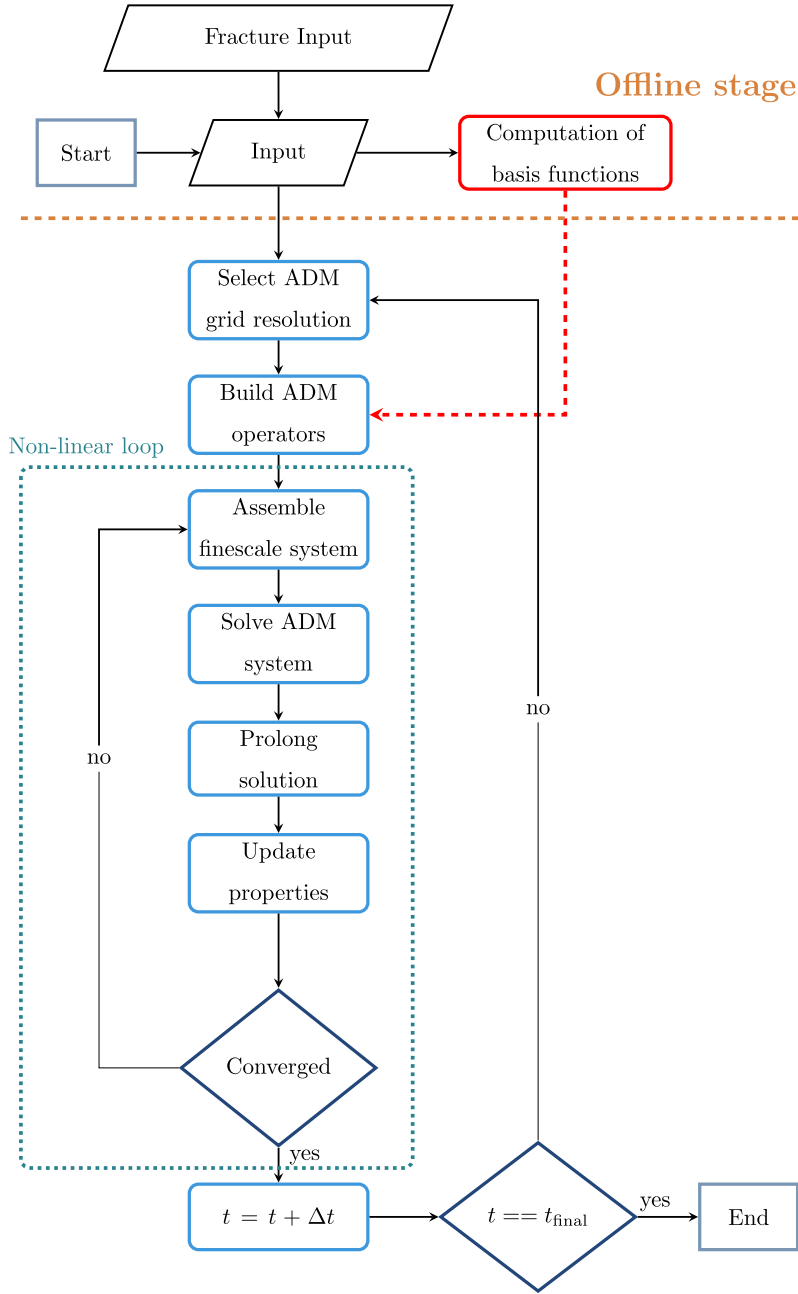 Fracture Input
Offline stage
Start
Input
Computation of
basis functions
Select ADM
grid resolution
Build ADM
operators
Non-linear loop
Assemble
finescale system
Solve ADM
system
no
Prolong
solution
no
Update
properties
Converged
yes
t = t + Δt
t == t_final
yes
End